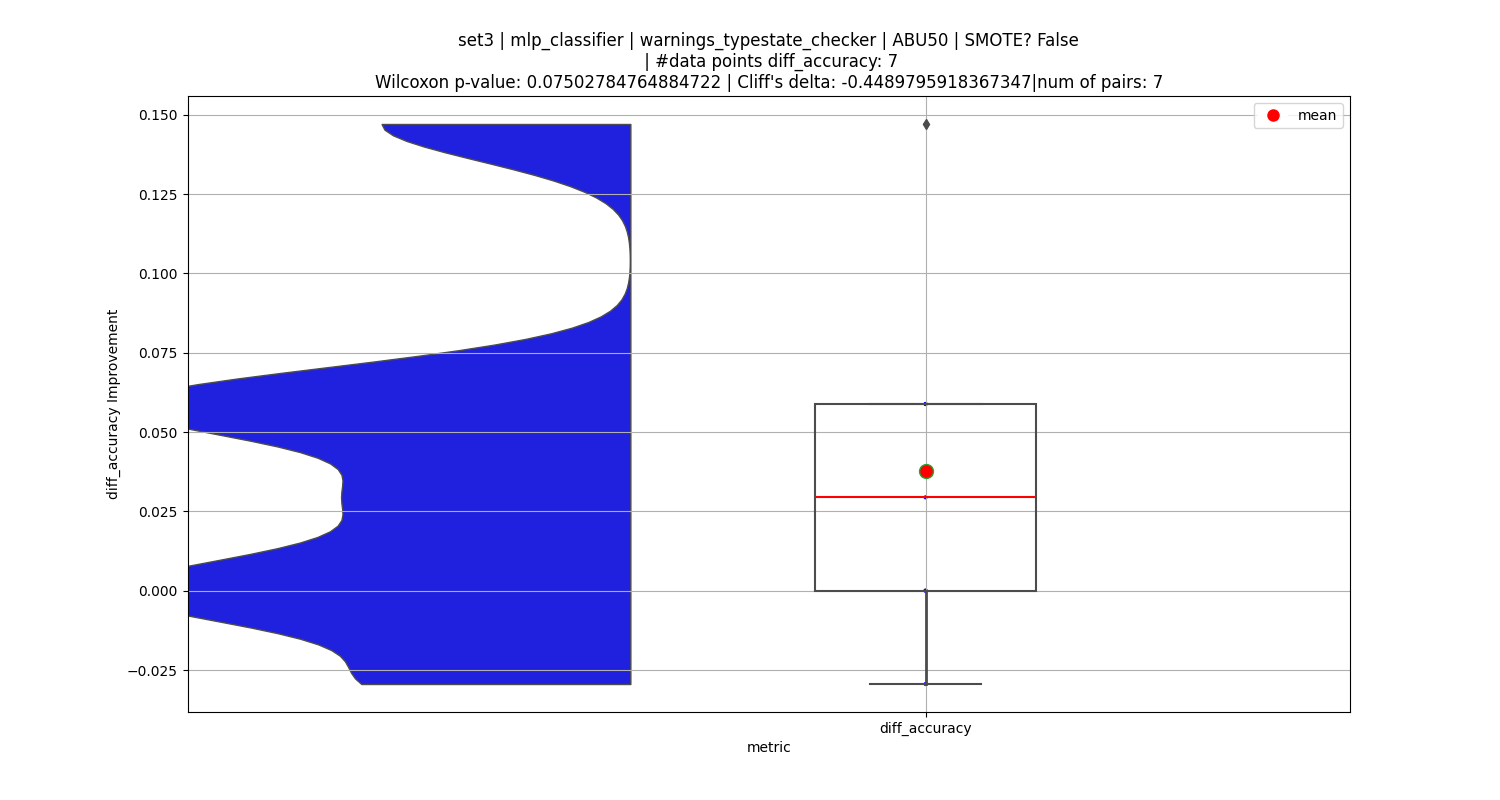 set3 | mlp_classifier | warnings_typestate_checker | ABU50 | SMOTE? False
| #data points diff_accuracy: 7
Wilcoxon p-value: 0.07502784764884722 | Cliff's delta: -0.4489795918367347|num of pairs: 7
mean
0.150
0.125
0.100
0.075
0.050
0.025
0.000
−0.025
diff_accuracy Improvement
diff_accuracy
metric